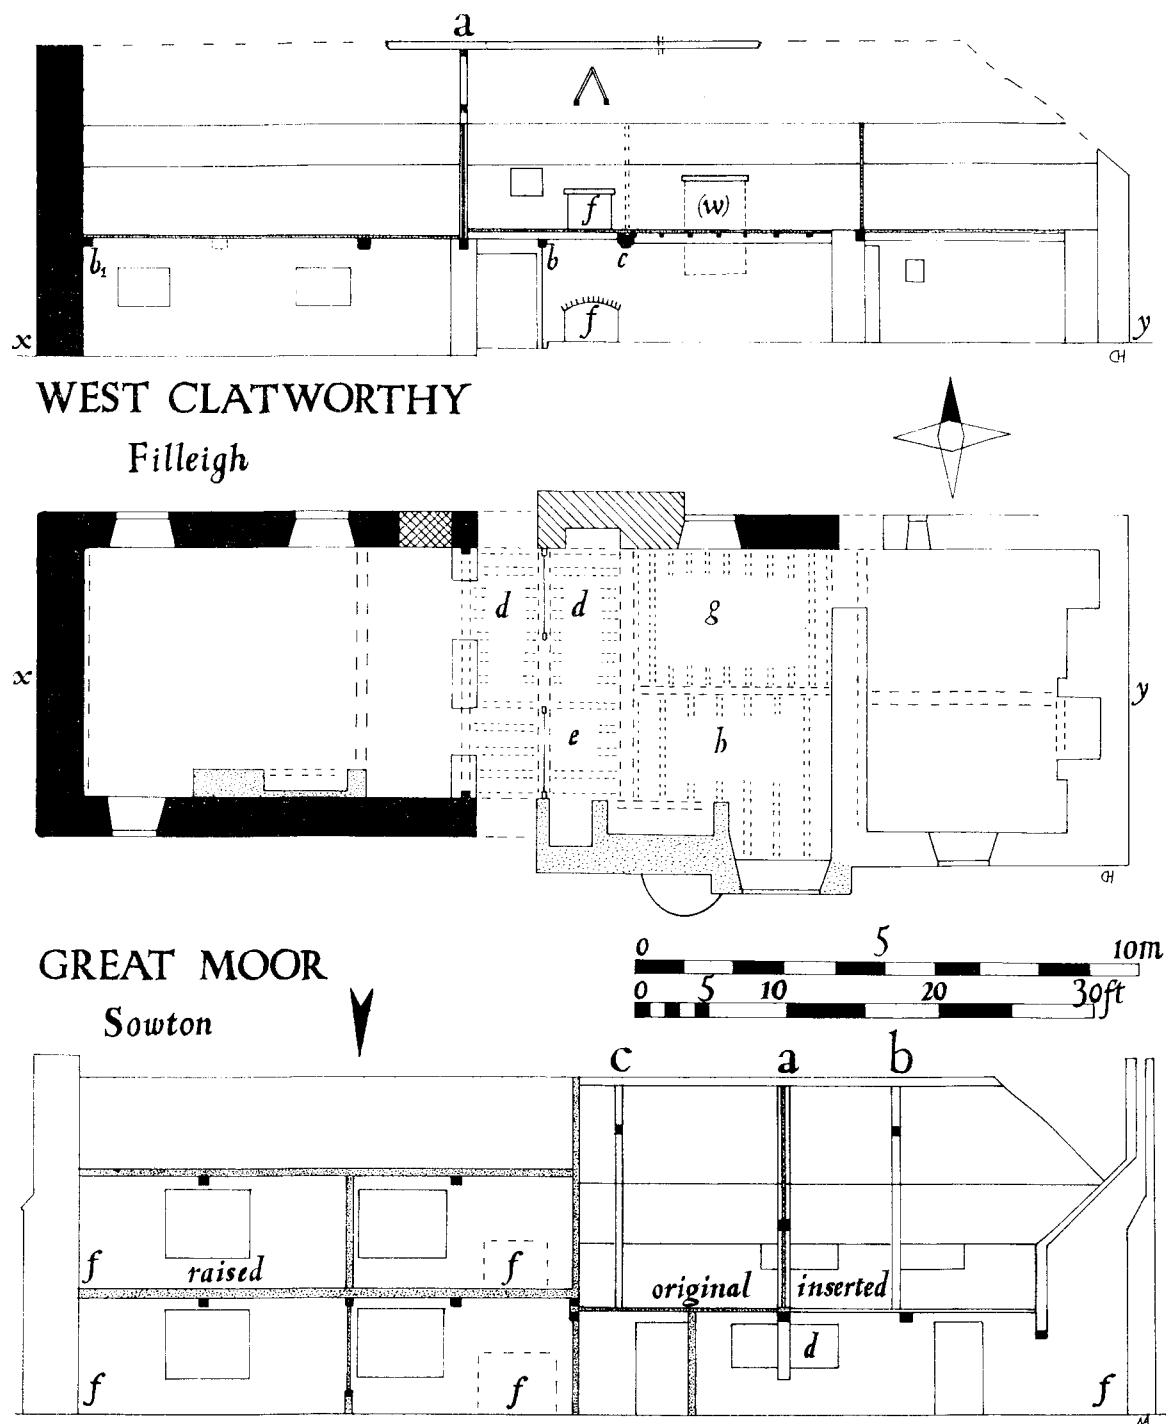 a
f
(w)
b₁
b
c
f
x
y
CH
WEST CLATWORTHY
Filleigh
d
d
g
x
y
e
h
CH
GREAT MOOR
Sowton
0 5 10m
0 5 10 20 30ft
c a b
f
raised
f
original
inserted
d
f
f
f